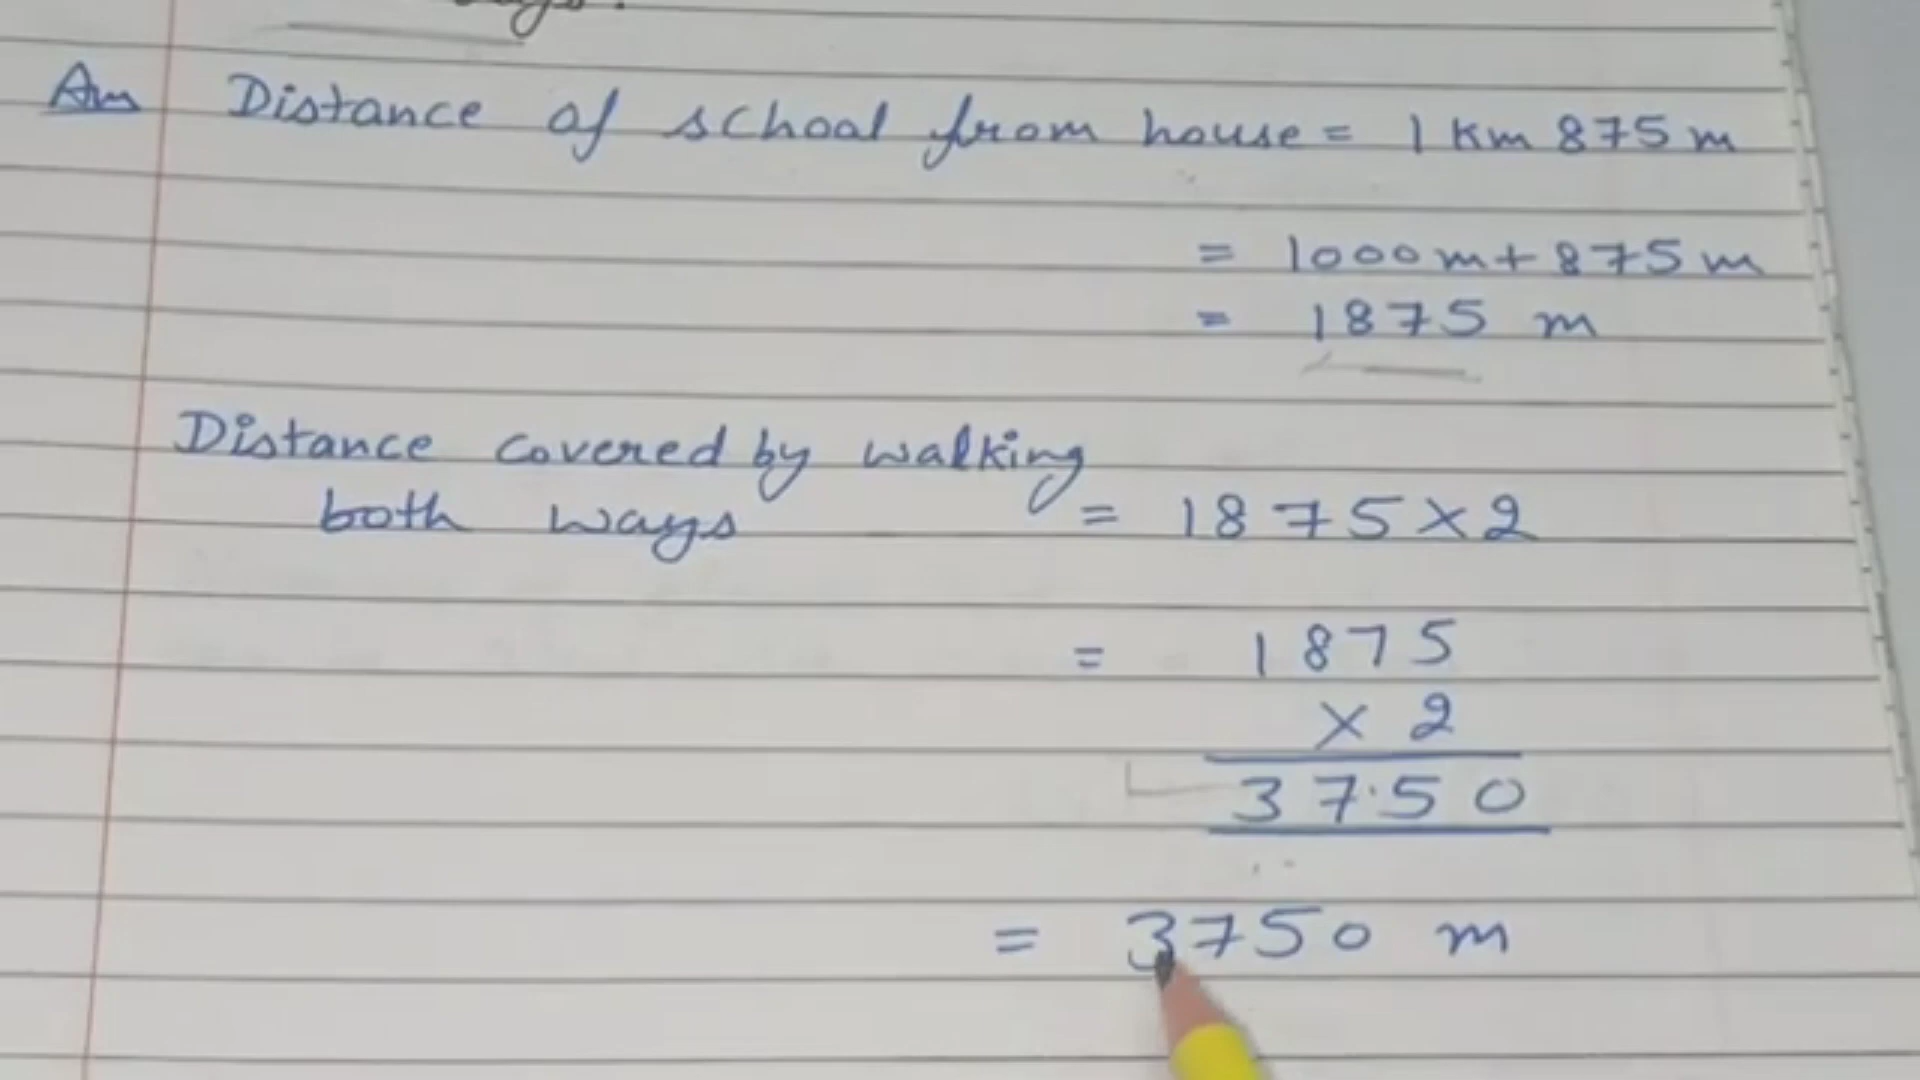 Ans Distance of school from house = 1 Km 875 m
= 1000 m + 875 m
= 1875 m
Distance covered by walking
both ways = 1875 × 2
= 1875
× 2
3750
= 3750 m